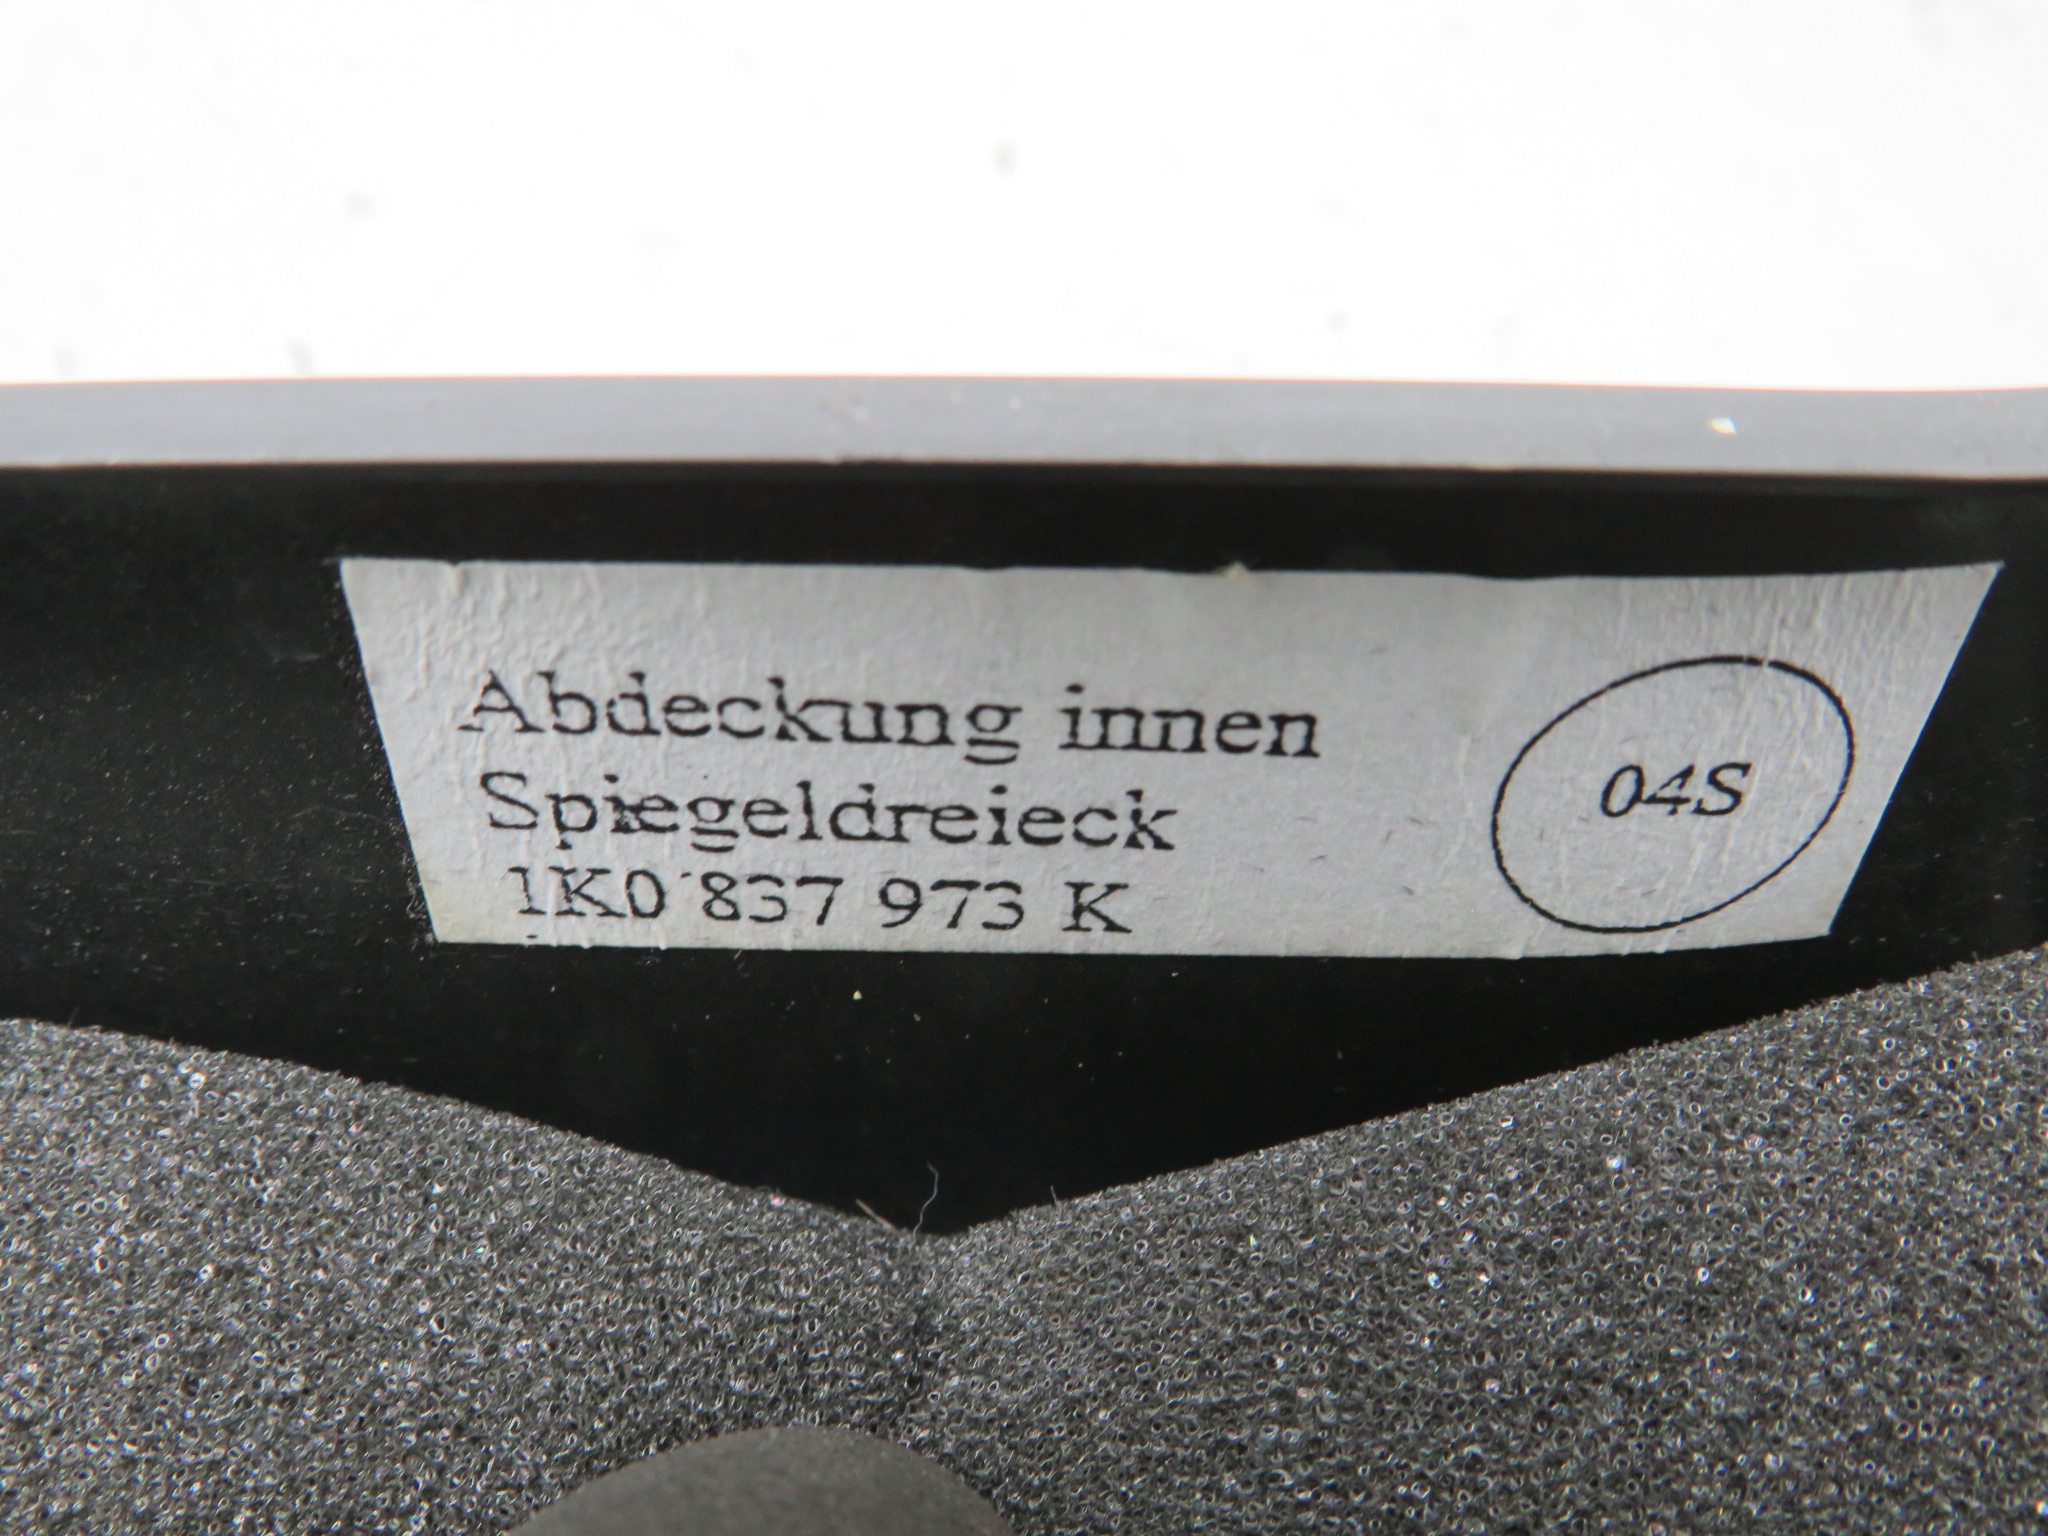 Abdeckung innen
Spiegeldreieck
1K0 837 973 K
04S